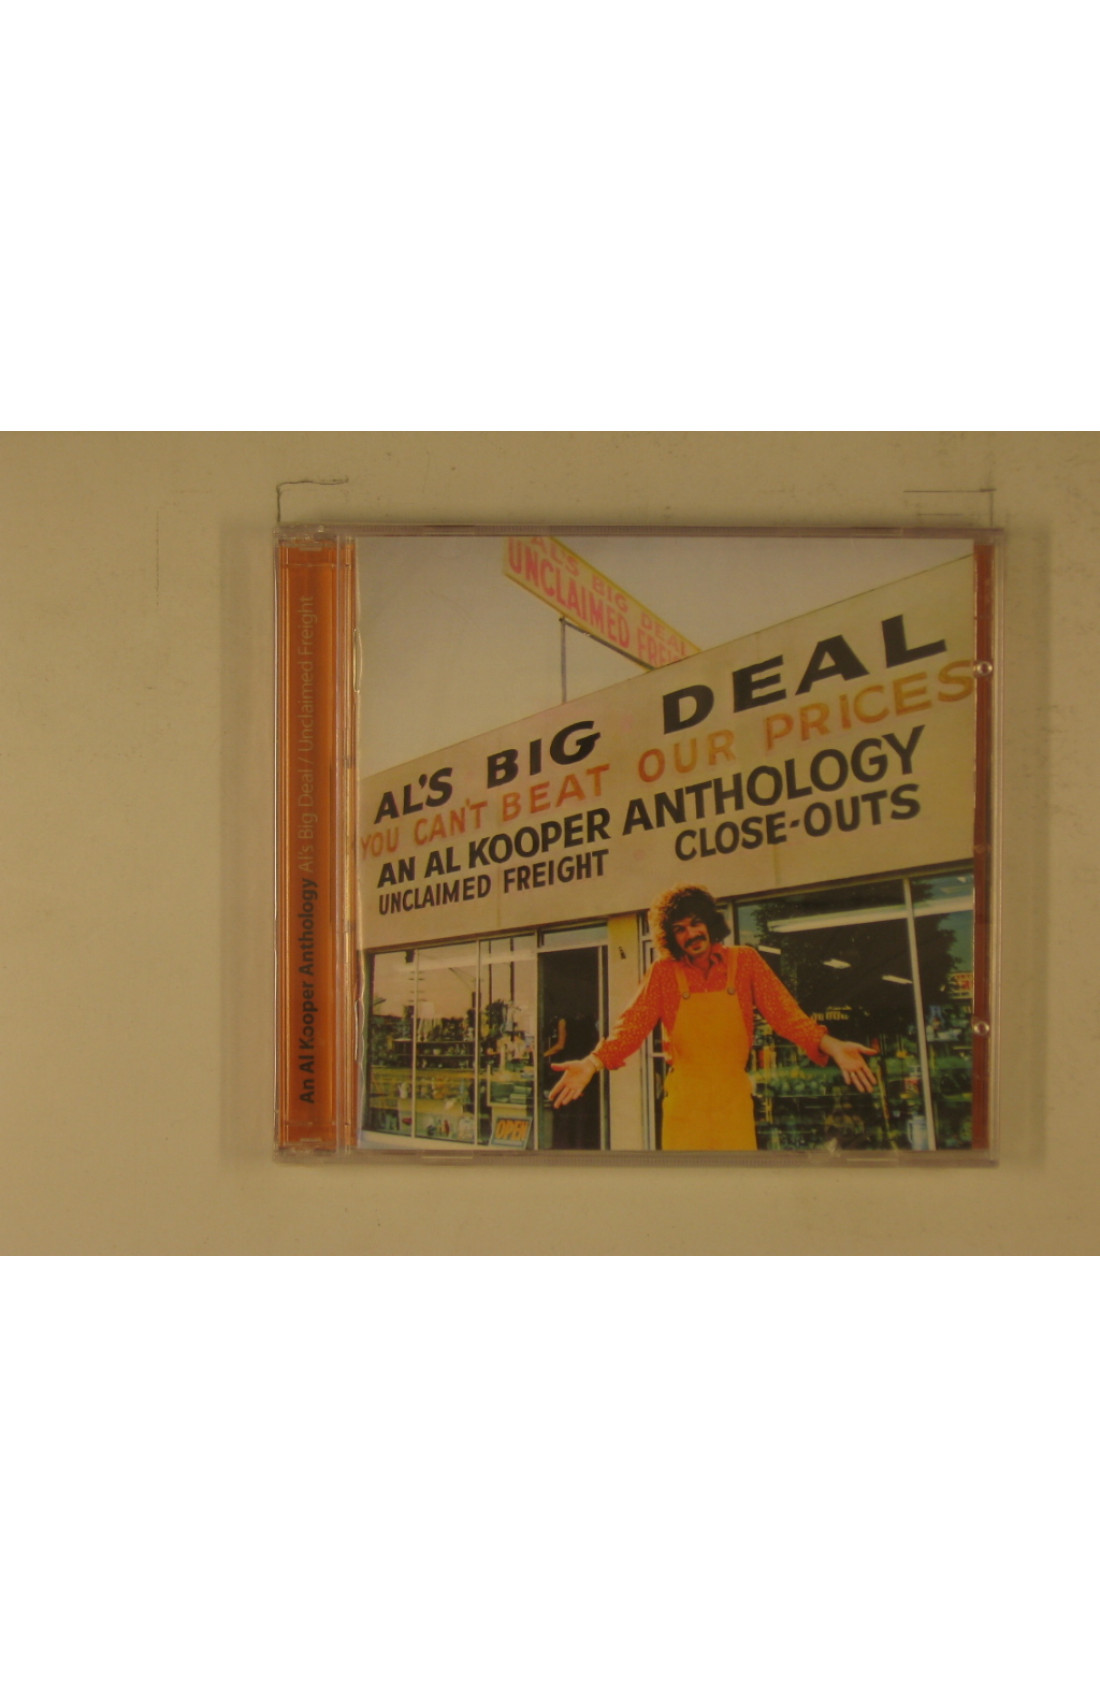 An Al Kooper Anthology Al's Big Deal / Unclaimed Freight
AL'S BIG DEAL
UNCLAIMED FREIG
AL'S BIG DEAL
YOU CAN'T BEAT OUR PRICES
AN AL KOOPER ANTHOLOGY
UNCLAIMED FREIGHT CLOSE-OUTS
OPEN